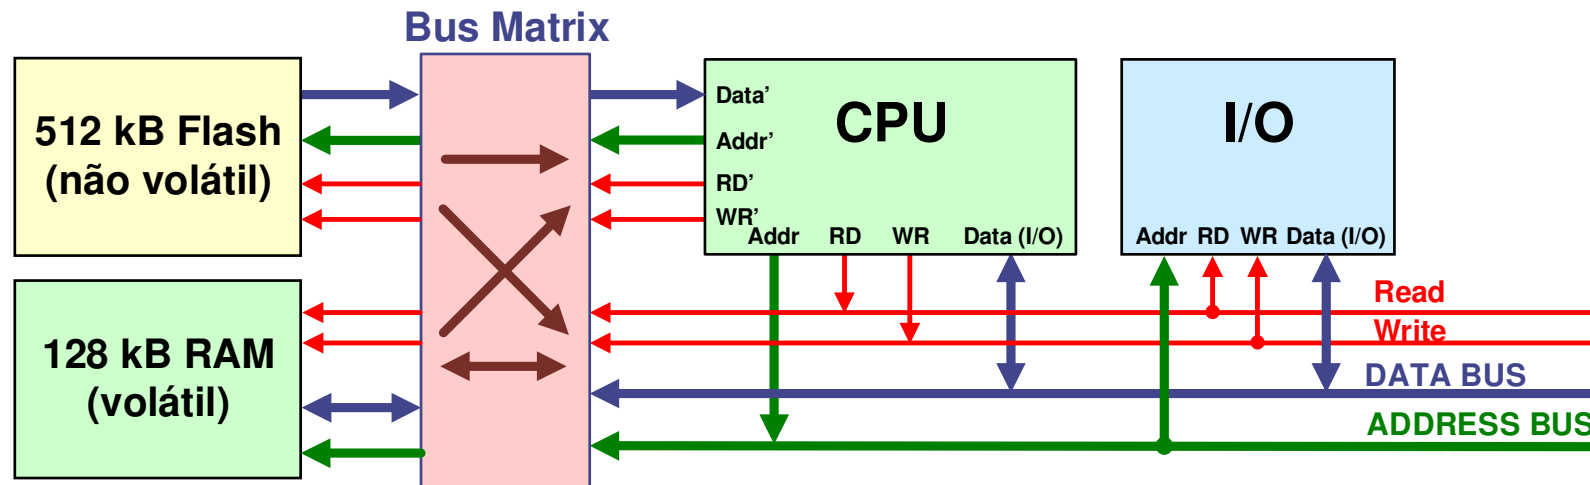 Bus Matrix
512 kB Flash
(não volátil)
128 kB RAM
(volátil)
CPU
Data’
Addr’
RD’
WR’
Addr RD WR Data (I/O)
I/O
Addr RD WR Data (I/O)
Read
Write
DATA BUS
ADDRESS BUS